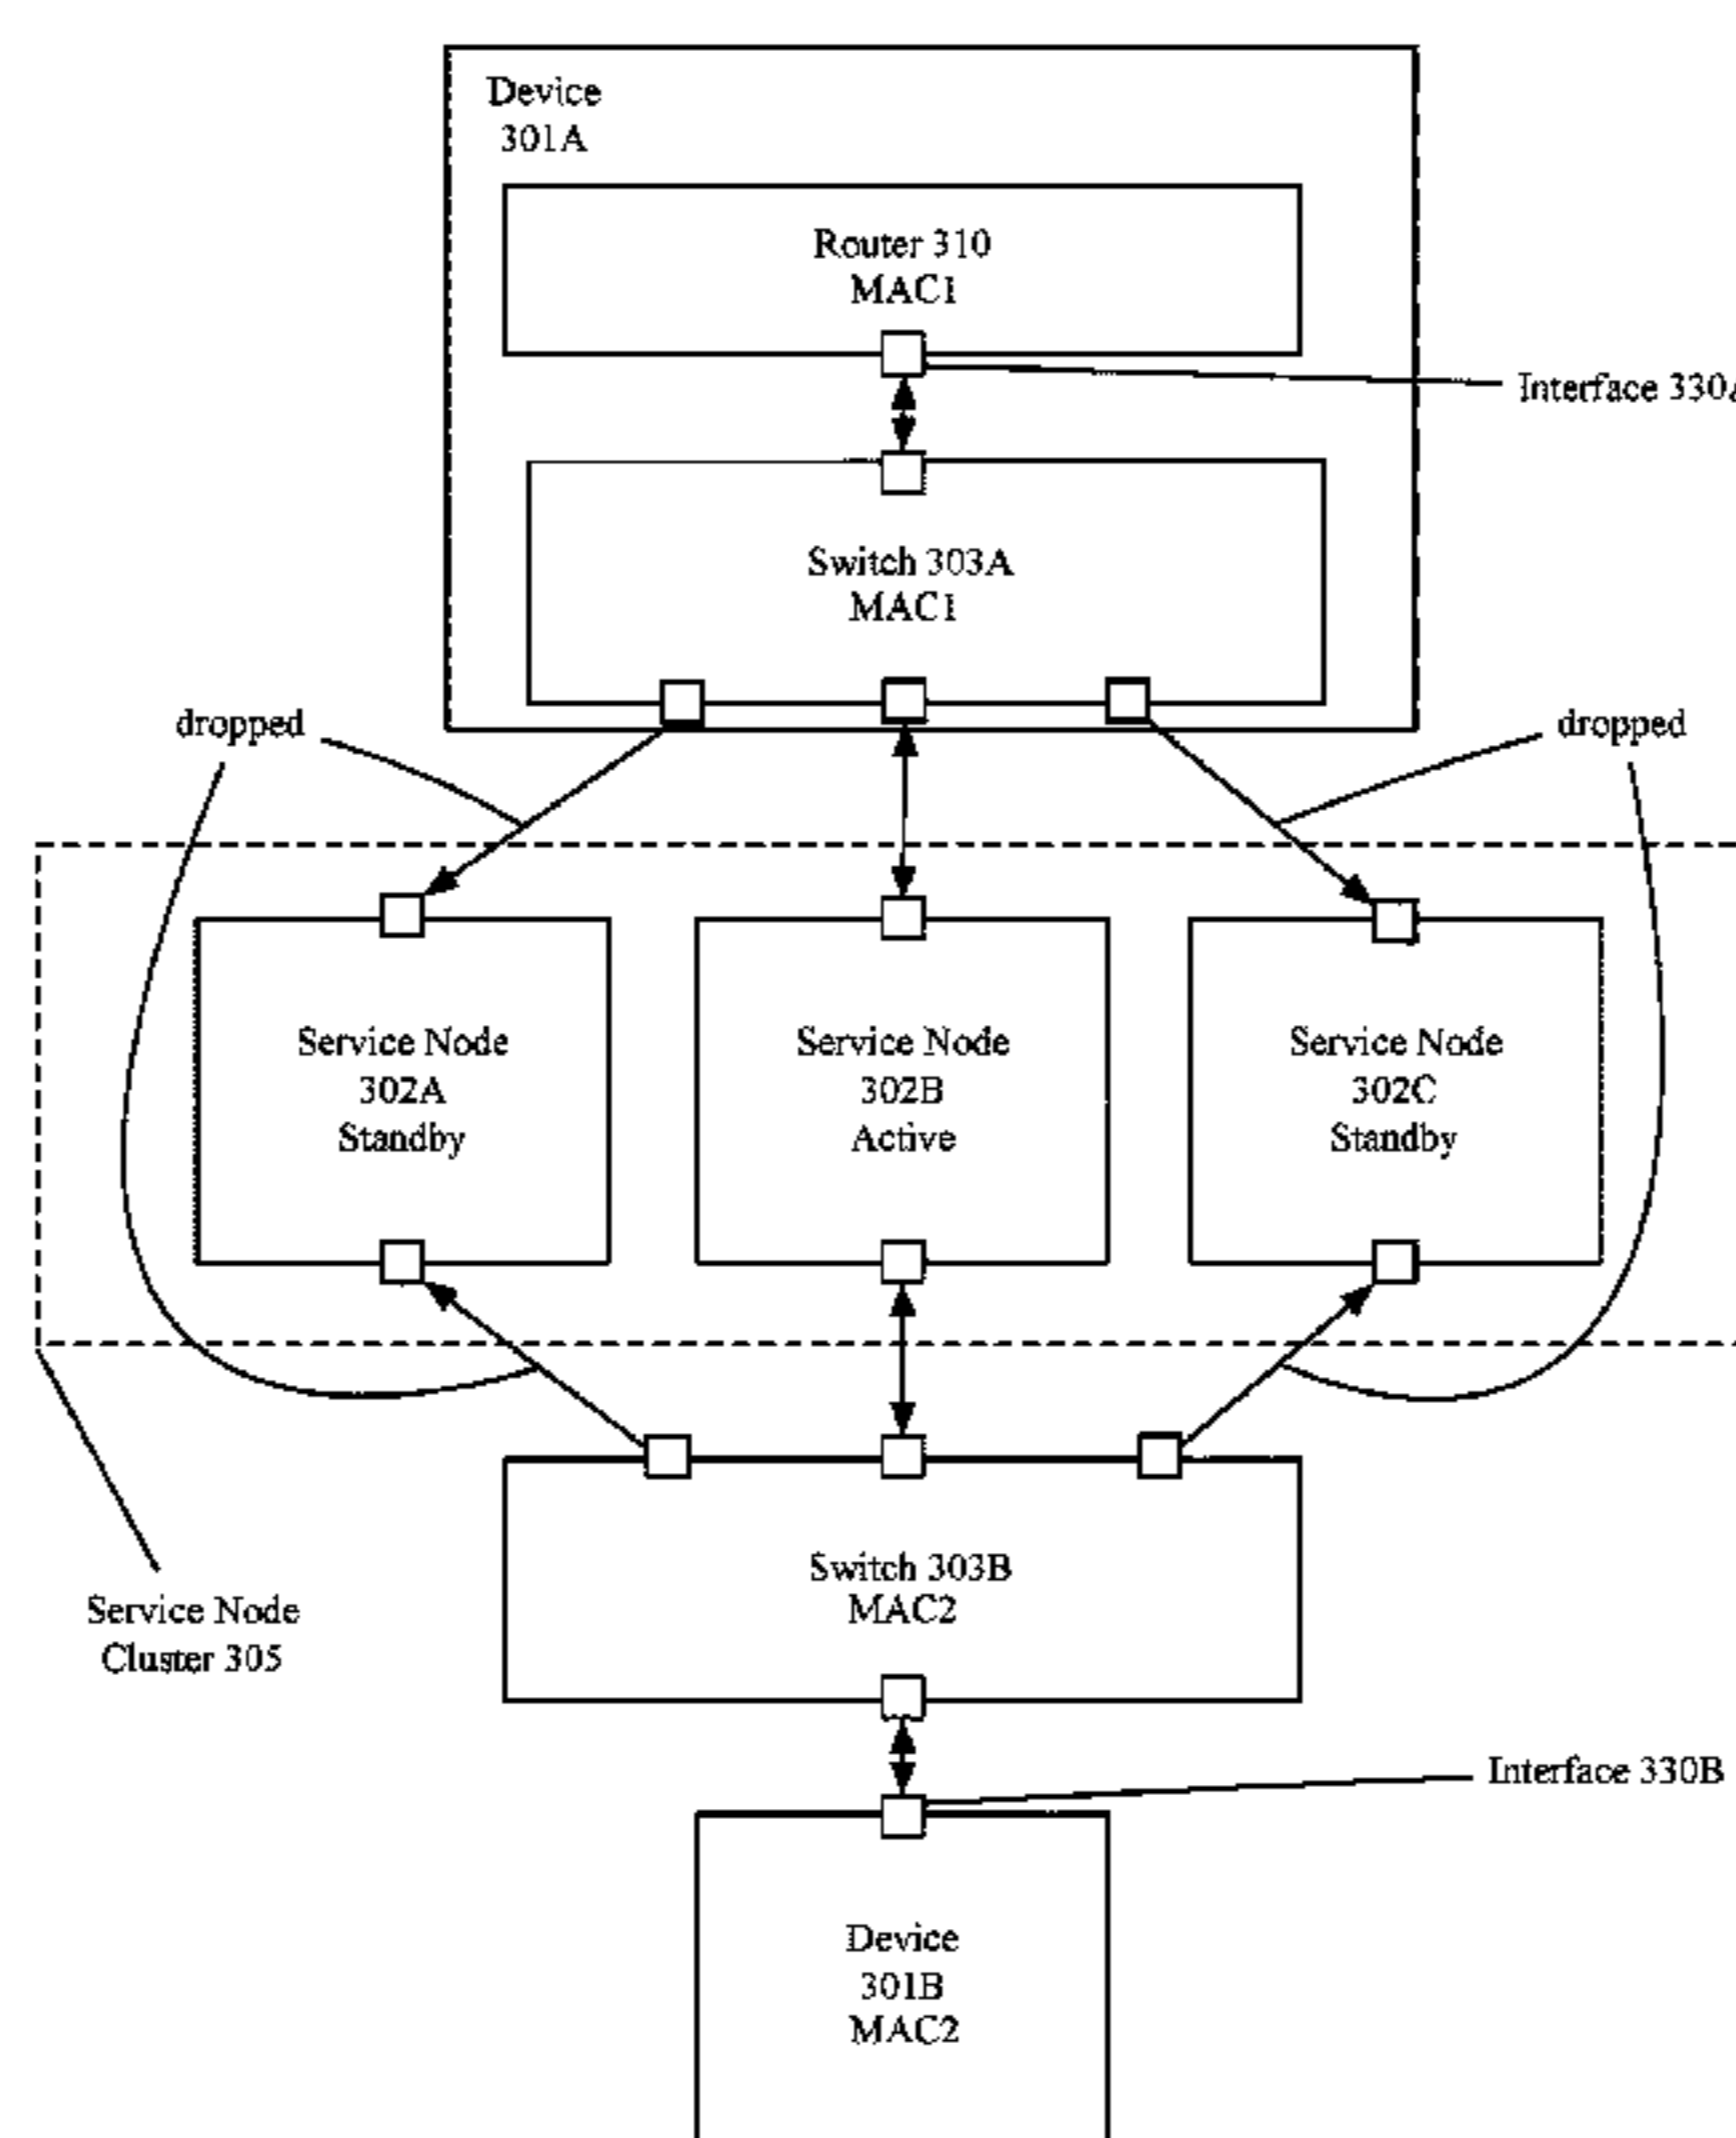 Device
301A
Router 310
MAC1
Interface 330A
Switch 303A
MAC1
dropped
dropped
Service Node
302A
Standby
Service Node
302B
Active
Service Node
302C
Standby
Switch 303B
MAC2
Service Node
Cluster 305
Interface 330B
Device
301B
MAC2